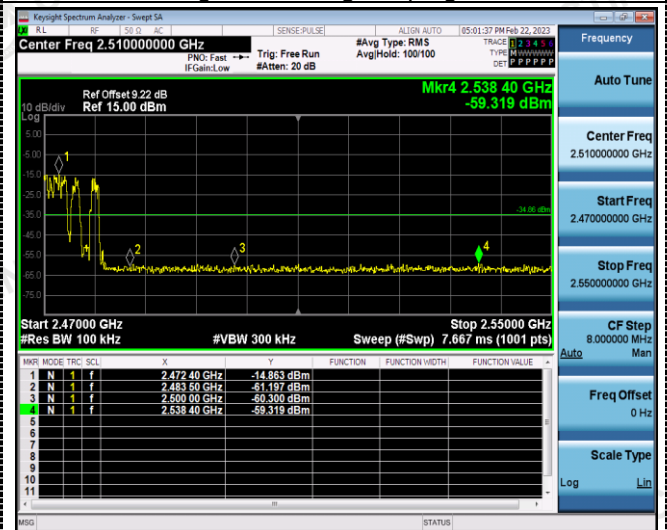 Keysight Spectrum Analyzer - Swept SA
RL RF 50 Ω AC SENSE:PULSE ALIGN AUTO 05:01:37 PM Feb 22, 2023
Center Freq 2.510000000 GHz #Avg Type: RMS TRACE 1 2 3 4 5 6
PNO: Fast Trig: Free Run Avg|Hold: 100/100 TYPE M W W W W W
IFGain:Low #Atten: 20 dB DET P P P P P P
Mkr4 2.538 40 GHz
Ref Offset 9.22 dB -59.319 dBm
10 dB/div Ref 15.00 dBm
Log
5.00
-5.00
1
-15.0
-25.0
-34.86 dBm
-35.0
-45.0
2 3 4
-55.0
-65.0
-75.0
Start 2.47000 GHz Stop 2.55000 GHz
#Res BW 100 kHz #VBW 300 kHz Sweep (#Swp) 7.667 ms (1001 pts)
MKR MODE TRC SCL X Y FUNCTION FUNCTION WIDTH FUNCTION VALUE
1 N 1 f 2.472 40 GHz -14.863 dBm
2 N 1 f 2.483 50 GHz -61.197 dBm
3 N 1 f 2.500 00 GHz -60.300 dBm
4 N 1 f 2.538 40 GHz -59.319 dBm
5
6
7
8
9
10
11
MSG STATUS
Frequency
Auto Tune
Center Freq
2.510000000 GHz
Start Freq
2.470000000 GHz
Stop Freq
2.550000000 GHz
CF Step
8.000000 MHz
Auto Man
Freq Offset
0 Hz
Scale Type
Log Lin